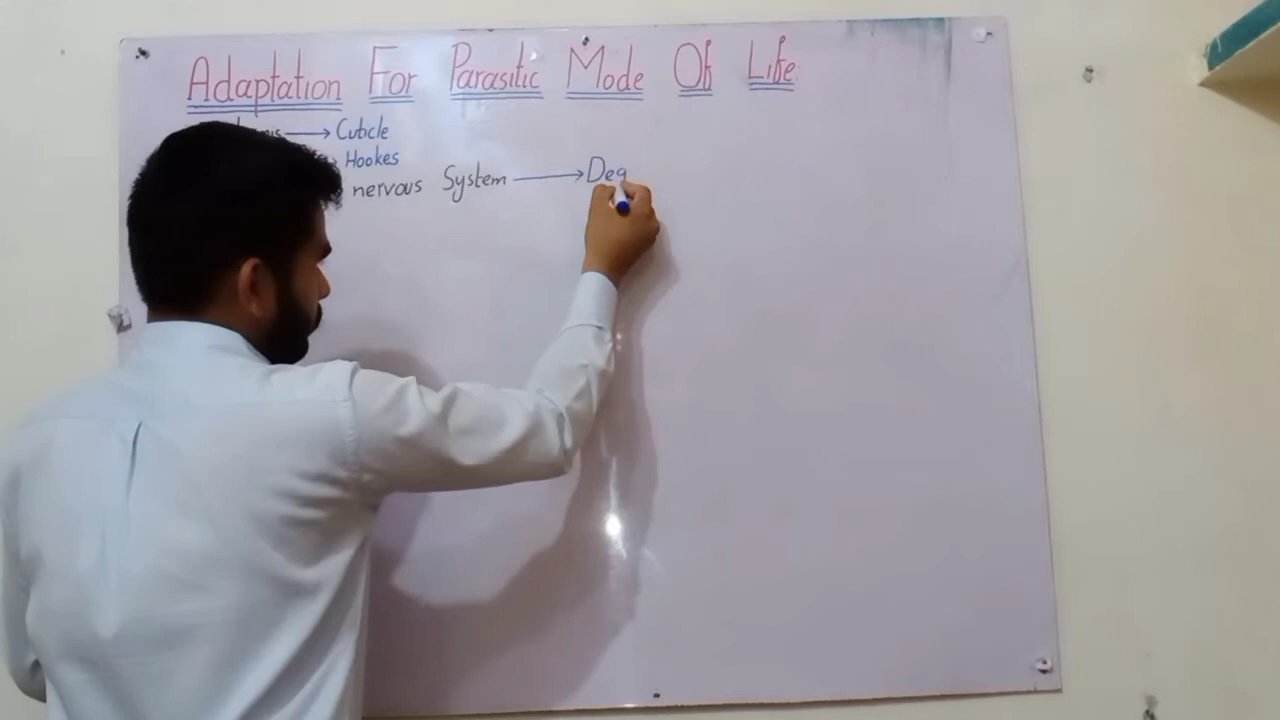 Adaptation For Parasitic Mode Of Life:
→ Cuticle
→ Hookes
nervous System → Deg